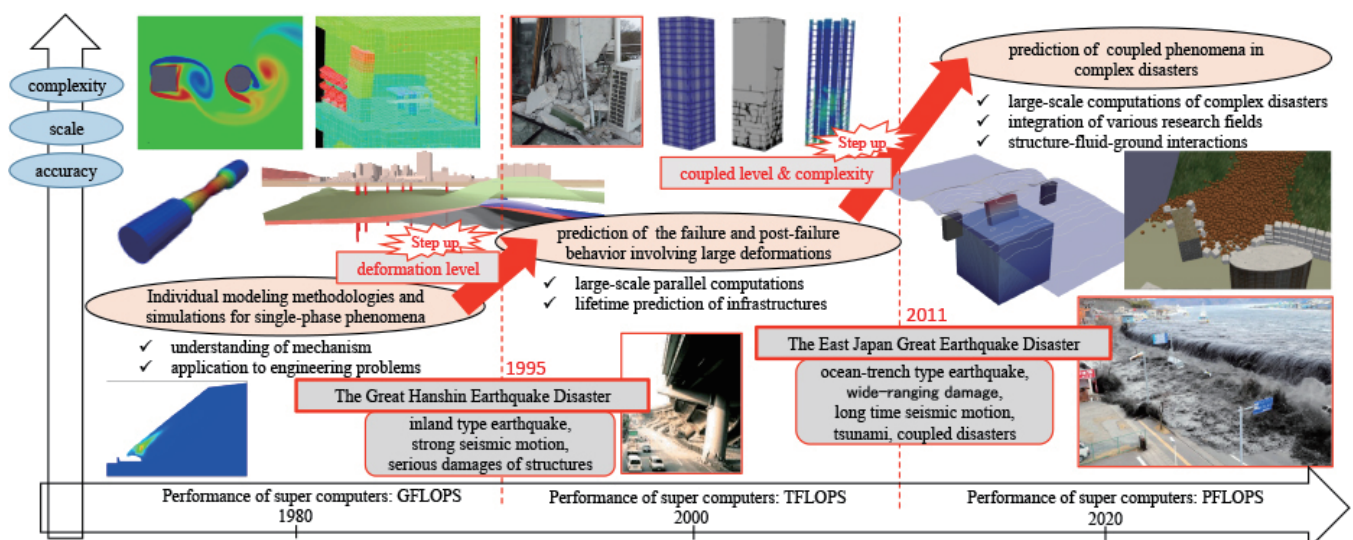 complexity
scale
accuracy
prediction of coupled phenomena in
complex disasters
✓ large-scale computations of complex disasters
✓ integration of various research fields
✓ structure-fluid-ground interactions
Step up
coupled level & complexity
prediction of the failure and post-failure
behavior involving large deformations
✓ large-scale parallel computations
✓ lifetime prediction of infrastructures
Step up
deformation level
Individual modeling methodologies and
simulations for single-phase phenomena
✓ understanding of mechanism
✓ application to engineering problems
1995
The Great Hanshin Earthquake Disaster
inland type earthquake,
strong seismic motion,
serious damages of structures
2011
The East Japan Great Earthquake Disaster
ocean-trench type earthquake,
wide-ranging damage,
long time seismic motion,
tsunami, coupled disasters
Performance of super computers: GFLOPS
Performance of super computers: TFLOPS
Performance of super computers: PFLOPS
1980
2000
2020